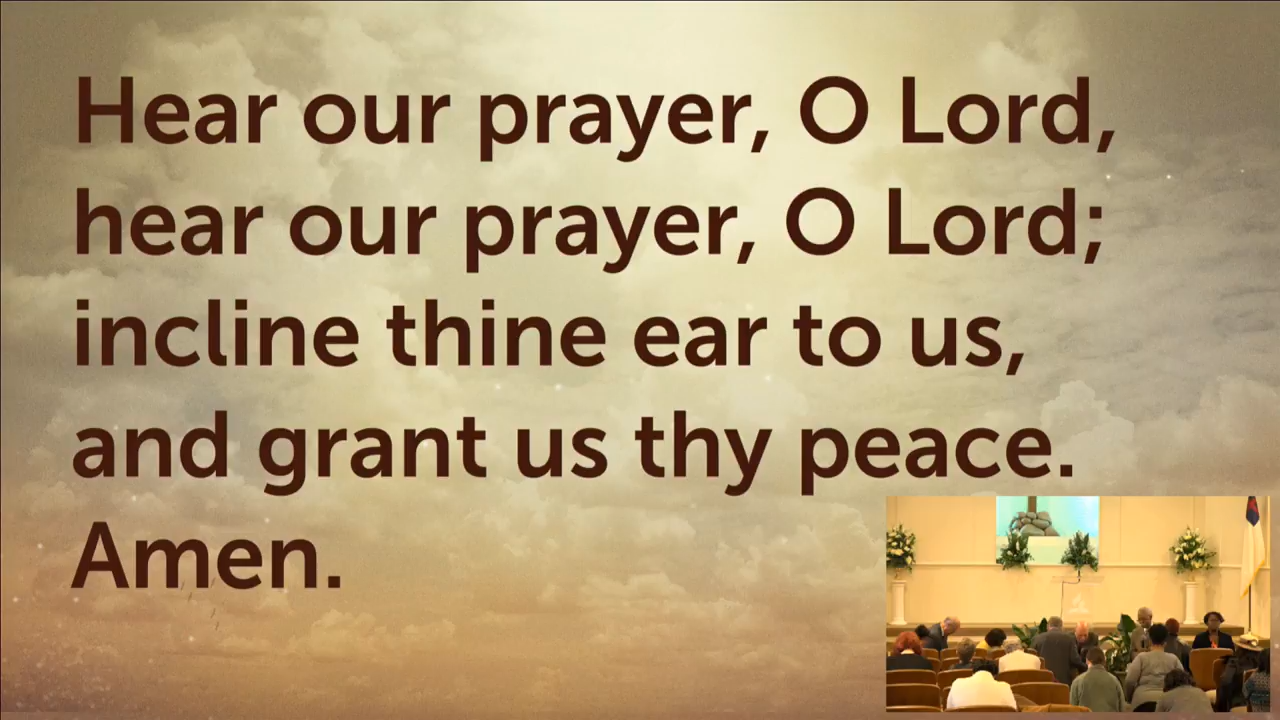 Hear our prayer, O Lord,
hear our prayer, O Lord;
incline thine ear to us,
and grant us thy peace.
Amen.